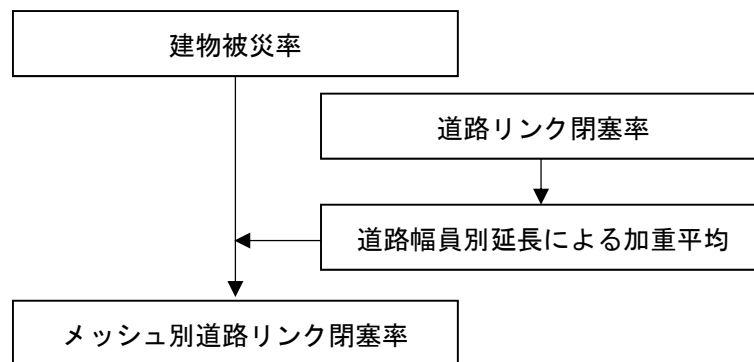 建物被災率
道路リンク閉塞率
道路幅員別延長による加重平均
メッシュ別道路リンク閉塞率